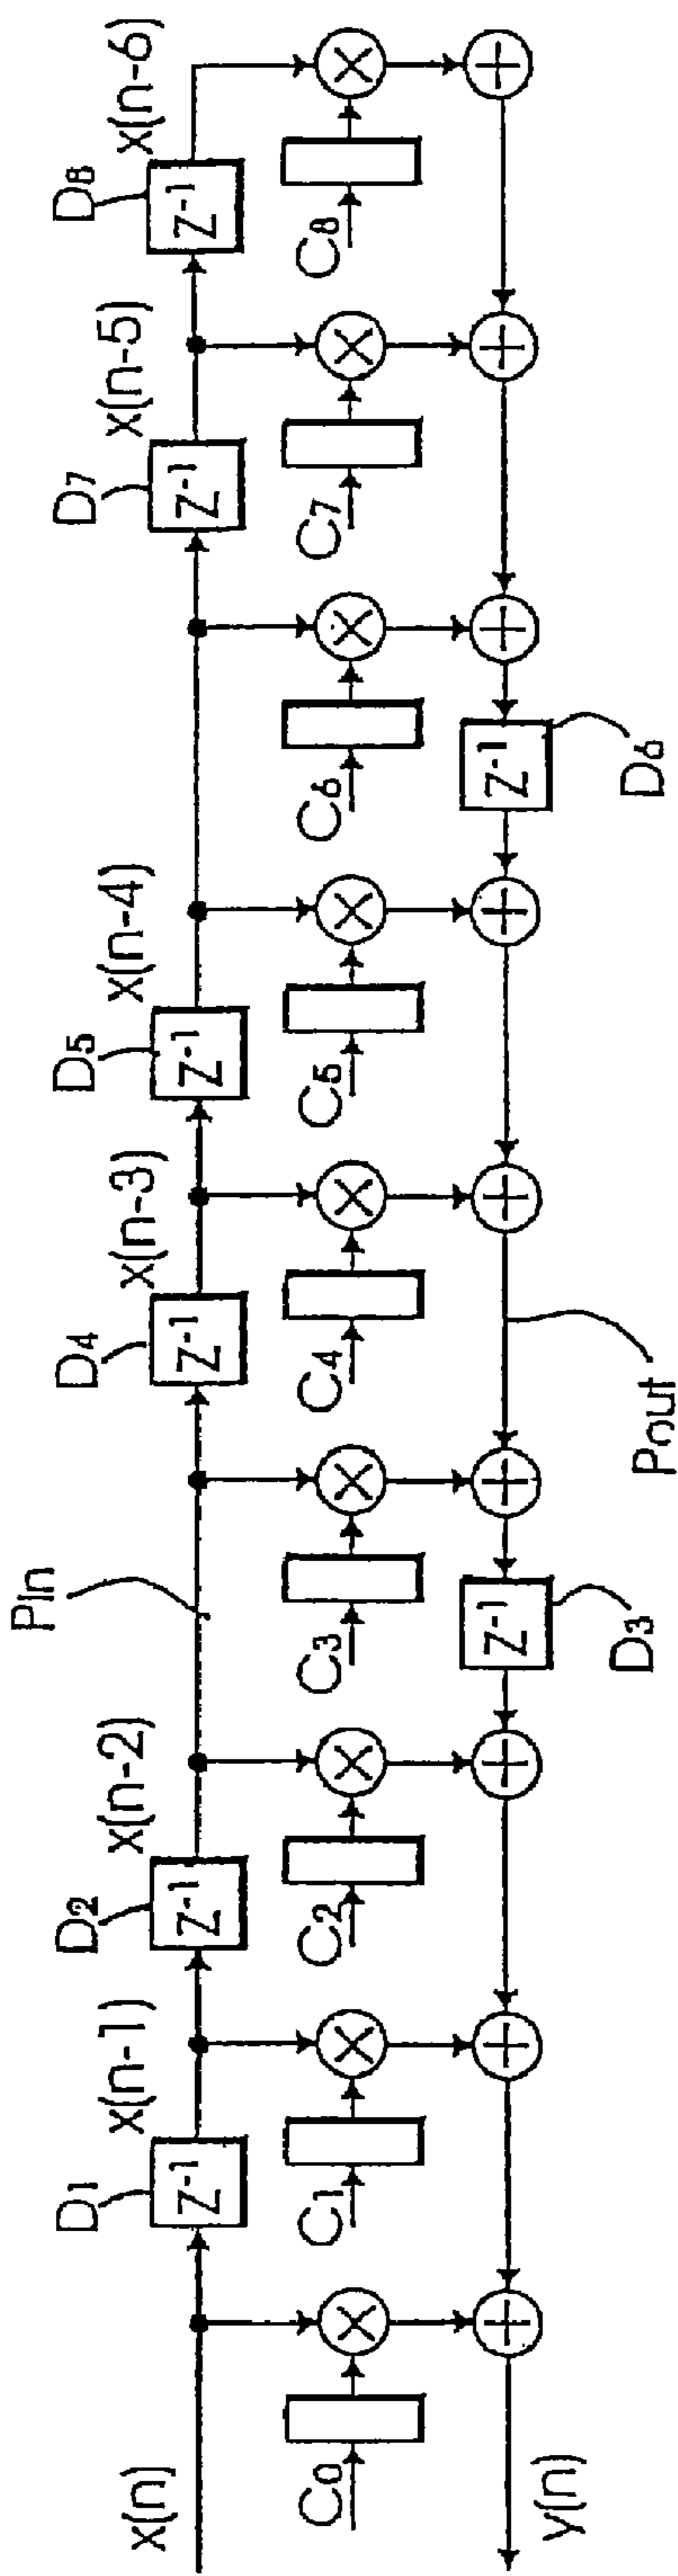 x(n)
D1
Z-1
x(n-1)
D2
Z-1
x(n-2)
Pin
D4
Z-1
x(n-3)
D5
Z-1
x(n-4)
D7
Z-1
x(n-5)
D8
Z-1
x(n-6)
C0
C1
C2
C3
C4
C5
C6
C7
C8
y(n)
Z-1
D3
Pout
Z-1
D6